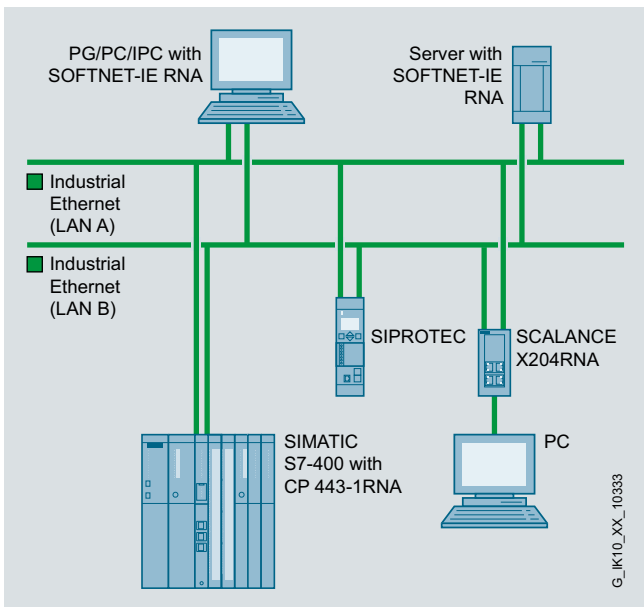 PG/PC/IPC with
SOFTNET-IE RNA
Server with
SOFTNET-IE
RNA
Industrial
Ethernet
(LAN A)
Industrial
Ethernet
(LAN B)
SIPROTEC
SCALANCE
X204RNA
SIMATIC
S7-400 with
CP 443-1RNA
PC
G_IK10_XX_10333